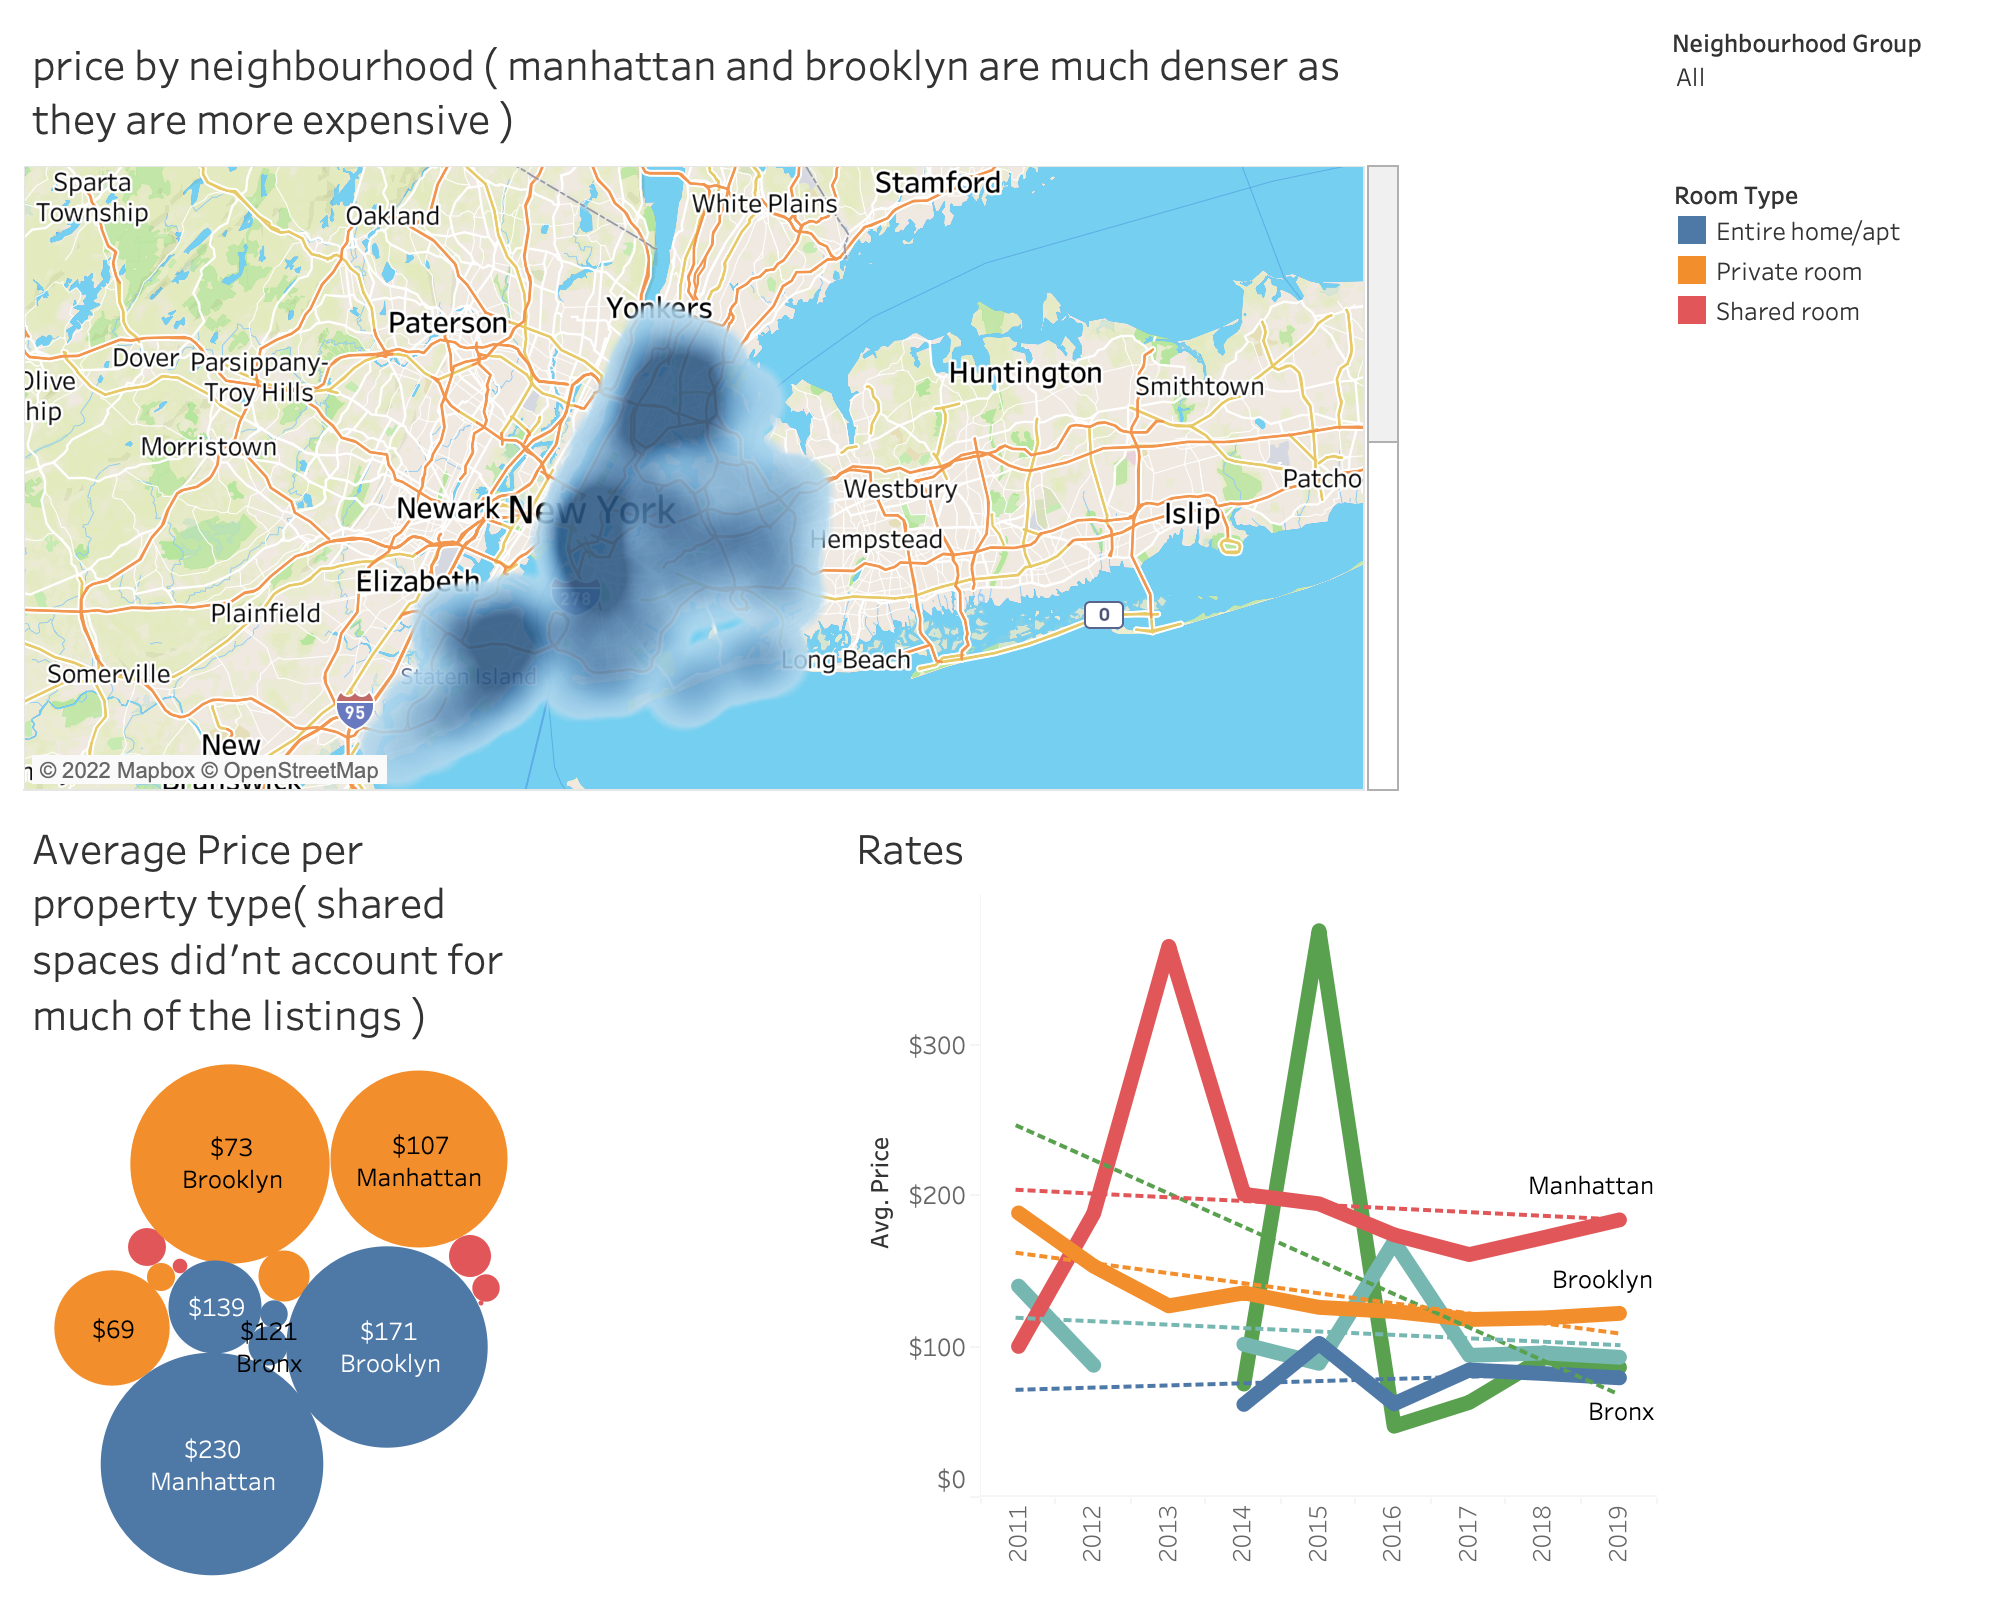 price by neighbourhood ( manhattan and brooklyn are much denser as
they are more expensive )
Neighbourhood Group
All
Room Type
Entire home/apt
Private room
Shared room
Sparta
Township
Oakland
White Plains
Stamford
Yonkers
Paterson
Dover
Parsippany-
Troy Hills
Huntington
Smithtown
Morristown
Patcho
Westbury
Newark
New York
Islip
Hempstead
Elizabeth
278
Plainfield
0
Long Beach
Somerville
Staten Island
95
New
Brunswick
© 2022 Mapbox © OpenStreetMap
Average Price per
property type( shared
spaces did'nt account for
much of the listings )
$73
Brooklyn
$107
Manhattan
$69
$139
$121
Bronx
$171
Brooklyn
$230
Manhattan
Rates
Avg. Price
$300
$200
$100
$0
Manhattan
Brooklyn
Bronx
2011
2012
2013
2014
2015
2016
2017
2018
2019